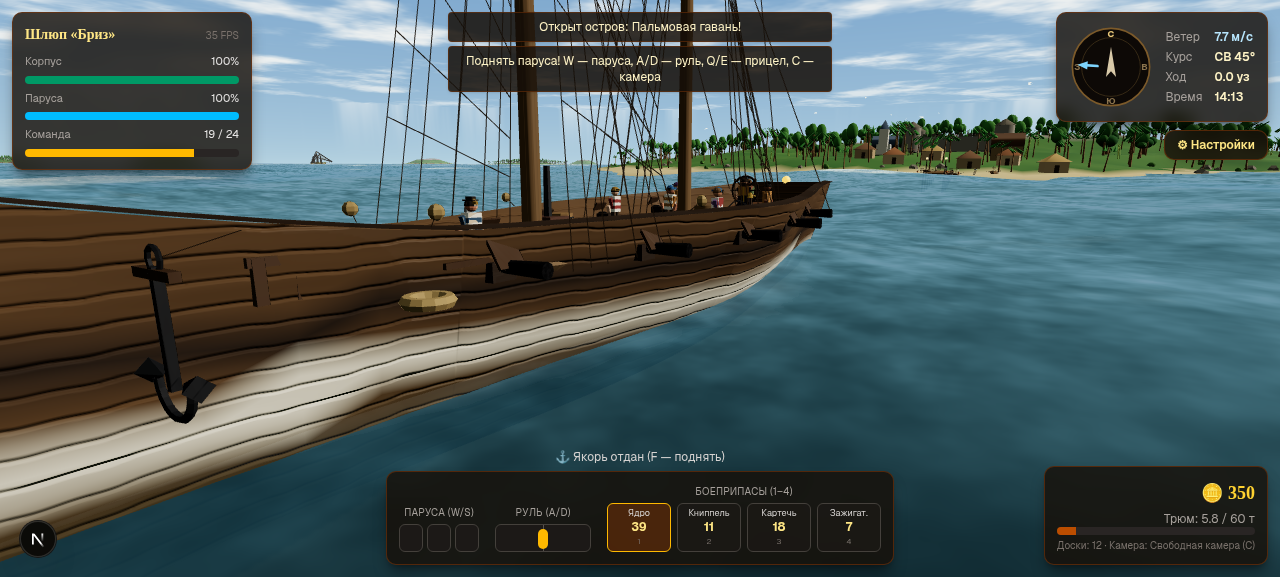 Шлюп «Бриз» 35 FPS
Корпус 100%
Паруса 100%
Команда 19 / 24
Открыт остров: Пальмовая гавань!
Поднять паруса! W — паруса, A/D — руль, Q/E — прицел, C —
камера
С
В
Ю
З
Ветер 7.7 м/с
Курс СВ 45°
Ход 0.0 уз
Время 14:13
⚙ Настройки
⚓ Якорь отдан (F — поднять)
ПАРУСА (W/S)
РУЛЬ (A/D)
БОЕПРИПАСЫ (1–4)
Ядро 39 1
Книппель 11 2
Картечь 18 3
Зажигат. 7 4
350
Трюм: 5.8 / 60 т
Доски: 12 · Камера: Свободная камера (C)
N